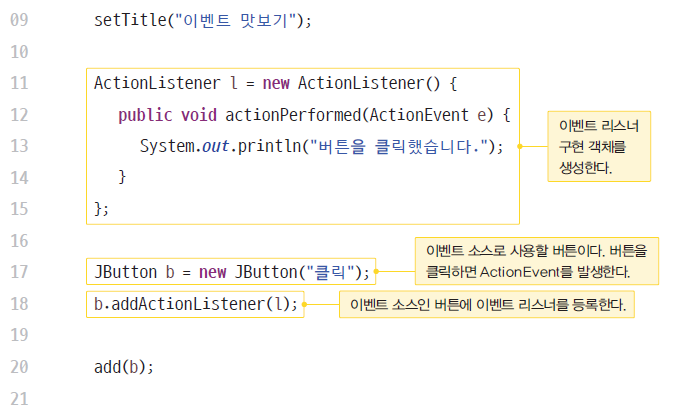 09 setTitle("이벤트 맛보기");
10
11 ActionListener l = new ActionListener() {
12 public void actionPerformed(ActionEvent e) {
13 System.out.println("버튼을 클릭했습니다.");
14 }
15 };
이벤트 리스너
구현 객체를
생성한다.
16
17 JButton b = new JButton("클릭");
이벤트 소스로 사용할 버튼이다. 버튼을
클릭하면 ActionEvent를 발생한다.
18 b.addActionListener(l);
이벤트 소스인 버튼에 이벤트 리스너를 등록한다.
19
20 add(b);
21